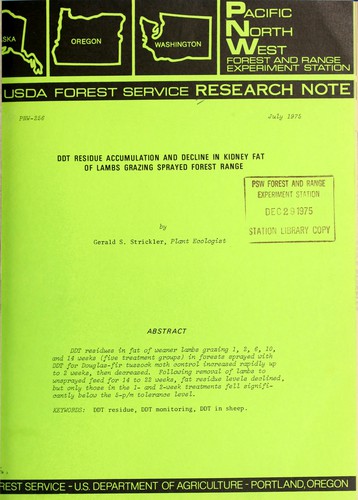 SKA
OREGON
WASHINGTON
PACIFIC
NORTH
WEST
FOREST AND RANGE
EXPERIMENT STATION
USDA FOREST SERVICE RESEARCH NOTE
July 1975
DDT RESIDUE ACCUMULATION AND DECLINE IN KIDNEY FAT
OF LAMBS GRAZING SPRAYED FOREST RANGE
PSW FOREST AND RANGE
EXPERIMENT STATION
DEC 29 1975
STATION LIBRARY COPY
by
Gerald S. Strickler, Plant Ecologist
ABSTRACT
DDT residues in fat of weaner lambs grazing 1, 2, 6, 10,
and 14 weeks (five treatment groups) in forests sprayed with
DDT for Douglas-fir tussock moth control increased rapidly up
to 2 weeks, then decreased. Following removal of lambs to
unsprayed feed for 14 to 22 weeks, fat residue levels declined,
but only those in the 1- and 2-week treatments fell signifi-
cantly below the 5-p/m tolerance level.
KEYWORDS: DDT residue, DDT monitoring, DDT in sheep.
REST SERVICE - U.S. DEPARTMENT OF AGRICULTURE - PORTLAND, OREGON